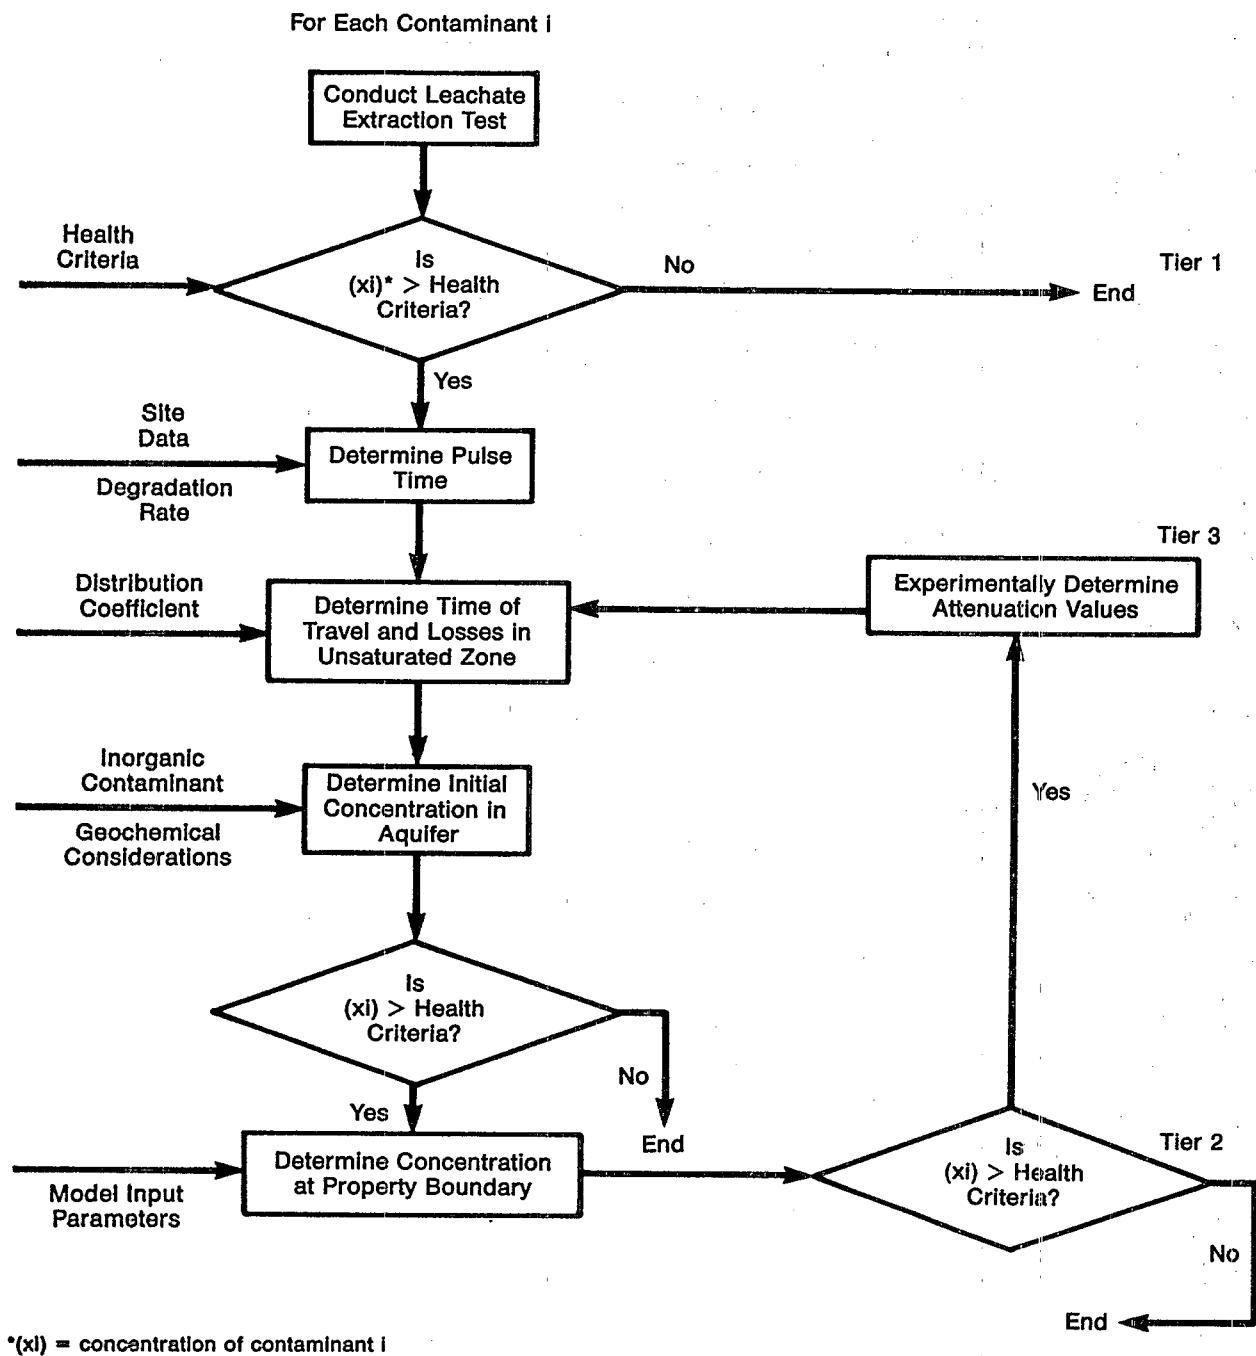 For Each Contaminant i
Conduct Leachate
Extraction Test
Health
Criteria
Is
(xi)* > Health
Criteria?
No
Tier 1
End
Yes
Site
Data
Determine Pulse
Time
Degradation
Rate
Tier 3
Distribution
Coefficient
Determine Time of
Travel and Losses in
Unsaturated Zone
Experimentally Determine
Attenuation Values
Inorganic
Contaminant
Determine Initial
Concentration in
Aquifer
Geochemical
Considerations
Yes
Is
(xi) > Health
Criteria?
No
Yes
End
Determine Concentration
at Property Boundary
Model Input
Parameters
Is
(xi) > Health
Criteria?
Tier 2
No
End
*(xi) = concentration of contaminant i